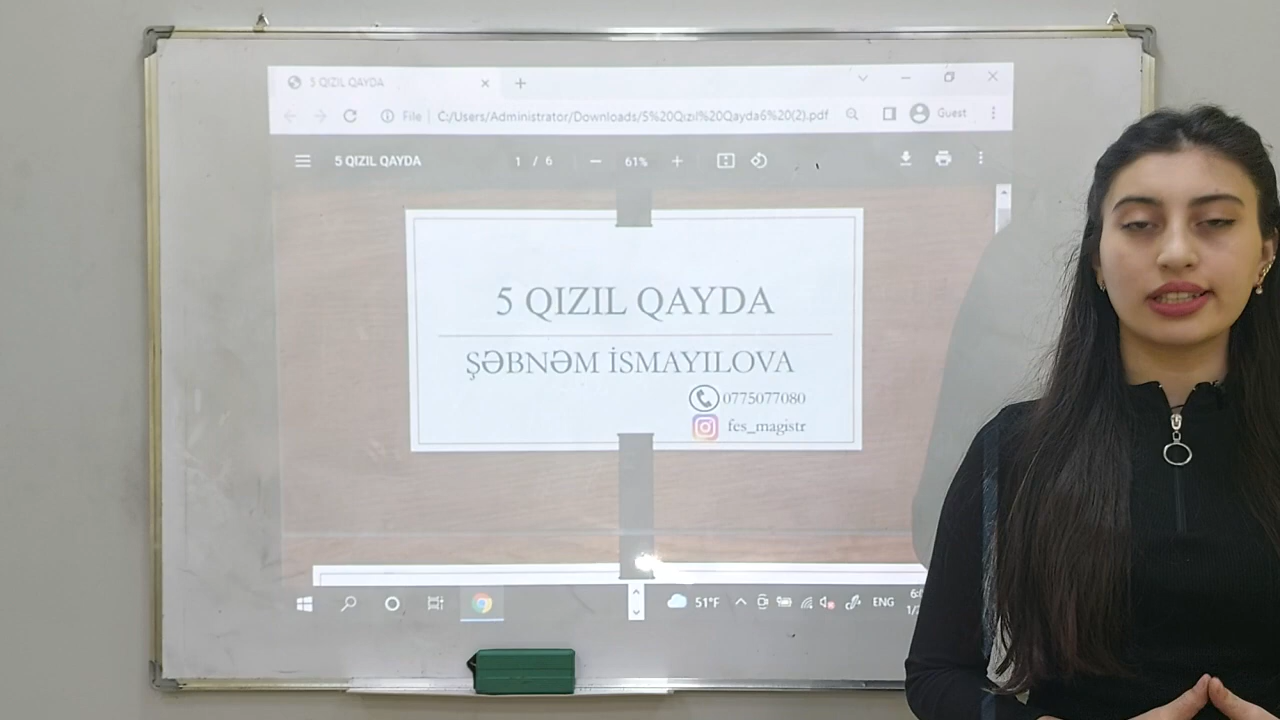 5 QIZIL QAYDA
File C:/Users/Administrator/Downloads/5%20Qızıl%20Qayda6%20(2).pdf Guest
5 QIZIL QAYDA 1 / 6 61%
5 QIZIL QAYDA
ŞƏBNƏM İSMAYILOVA
0775077080
fes_magistr
51°F ENG